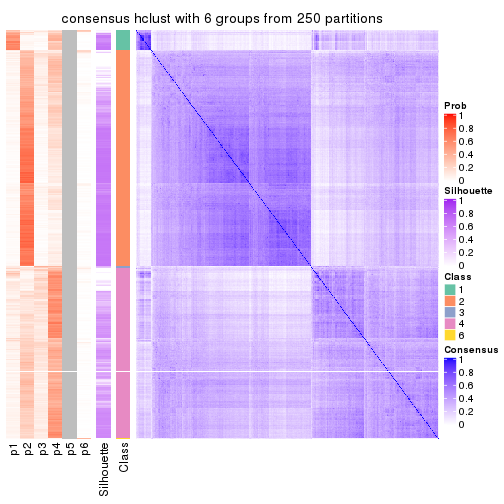 consensus hclust with 6 groups from 250 partitions
Prob
1
0.8
0.6
0.4
0.2
0
Silhouette
1
0.8
0.6
0.4
0.2
0
Class
1
2
3
4
6
Consensus
1
0.8
0.6
0.4
0.2
0
p1
p2
p3
p4
p5
p6
Silhouette
Class